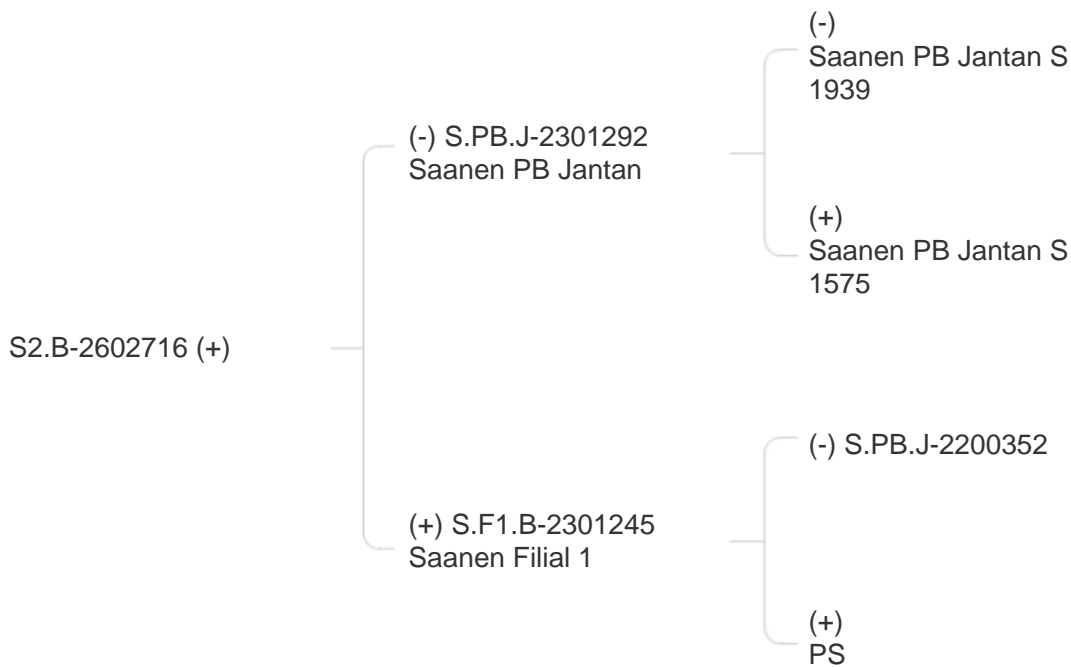 (-)
Saanen PB Jantan S
1939
(-) S.PB.J-2301292
Saanen PB Jantan
(+)
Saanen PB Jantan S
1575
S2.B-2602716 (+)
(-) S.PB.J-2200352
(+) S.F1.B-2301245
Saanen Filial 1
(+)
PS